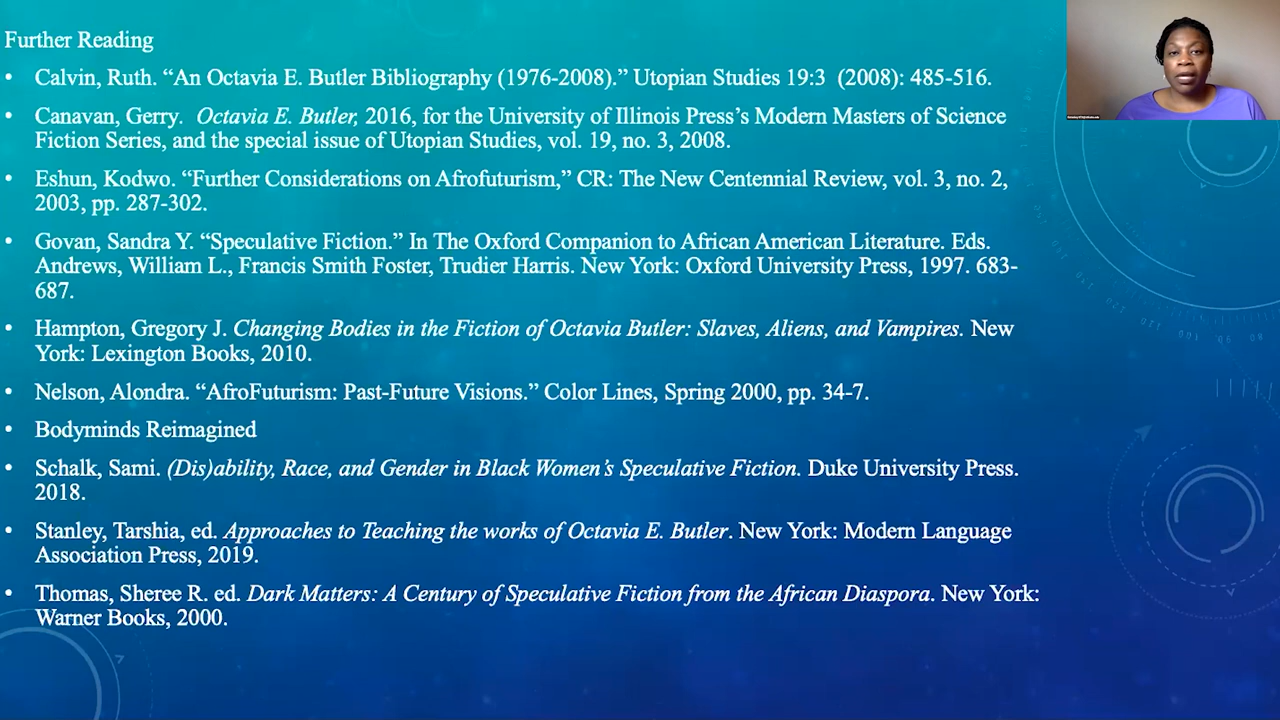 Further Reading
• Calvin, Ruth. “An Octavia E. Butler Bibliography (1976-2008).” Utopian Studies 19:3 (2008): 485-516.
• Canavan, Gerry. Octavia E. Butler, 2016, for the University of Illinois Press’s Modern Masters of Science
Fiction Series, and the special issue of Utopian Studies, vol. 19, no. 3, 2008.
• Eshun, Kodwo. “Further Considerations on Afrofuturism,” CR: The New Centennial Review, vol. 3, no. 2,
2003, pp. 287-302.
• Govan, Sandra Y. “Speculative Fiction.” In The Oxford Companion to African American Literature. Eds.
Andrews, William L., Francis Smith Foster, Trudier Harris. New York: Oxford University Press, 1997. 683-
687.
• Hampton, Gregory J. Changing Bodies in the Fiction of Octavia Butler: Slaves, Aliens, and Vampires. New
York: Lexington Books, 2010.
• Nelson, Alondra. “AfroFuturism: Past-Future Visions.” Color Lines, Spring 2000, pp. 34-7.
• Bodyminds Reimagined
• Schalk, Sami. (Dis)ability, Race, and Gender in Black Women’s Speculative Fiction. Duke University Press.
2018.
• Stanley, Tarshia, ed. Approaches to Teaching the works of Octavia E. Butler. New York: Modern Language
Association Press, 2019.
• Thomas, Sheree R. ed. Dark Matters: A Century of Speculative Fiction from the African Diaspora. New York:
Warner Books, 2000.